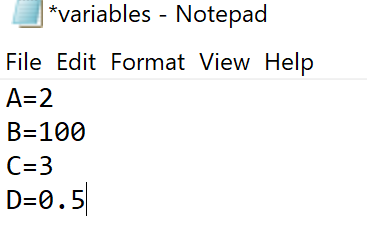 *variables - Notepad
File Edit Format View Help
A=2
B=100
C=3
D=0.5